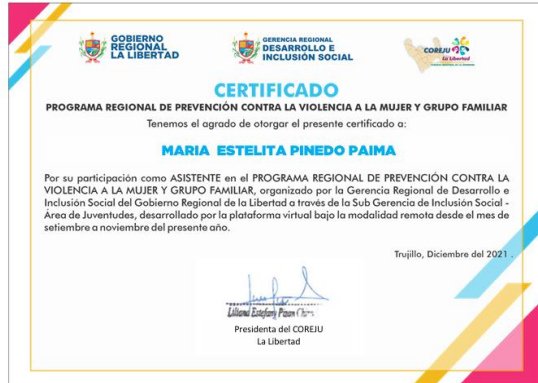 GOBIERNO
REGIONAL
LA LIBERTAD
GERENCIA REGIONAL
DESARROLLO E
INCLUSIÓN SOCIAL
COREJU
La Libertad
CERTIFICADO
PROGRAMA REGIONAL DE PREVENCIÓN CONTRA LA VIOLENCIA A LA MUJER Y GRUPO FAMILIAR
Tenemos el agrado de otorgar el presente certificado a:
MARIA ESTELITA PINEDO PAIMA
Por su participación como ASISTENTE en el PROGRAMA REGIONAL DE PREVENCIÓN CONTRA LA
VIOLENCIA A LA MUJER Y GRUPO FAMILIAR, organizado por la Gerencia Regional de Desarrollo e
Inclusión Social del Gobierno Regional de la Libertad a través de la Sub Gerencia de Inclusión Social -
Área de Juventudes, desarrollado por la plataforma virtual bajo la modalidad remota desde el mes de
setiembre a noviembre del presente año.
Trujillo, Diciembre del 2021 .
Liliana Estefany
Presidenta del COREJU
La Libertad